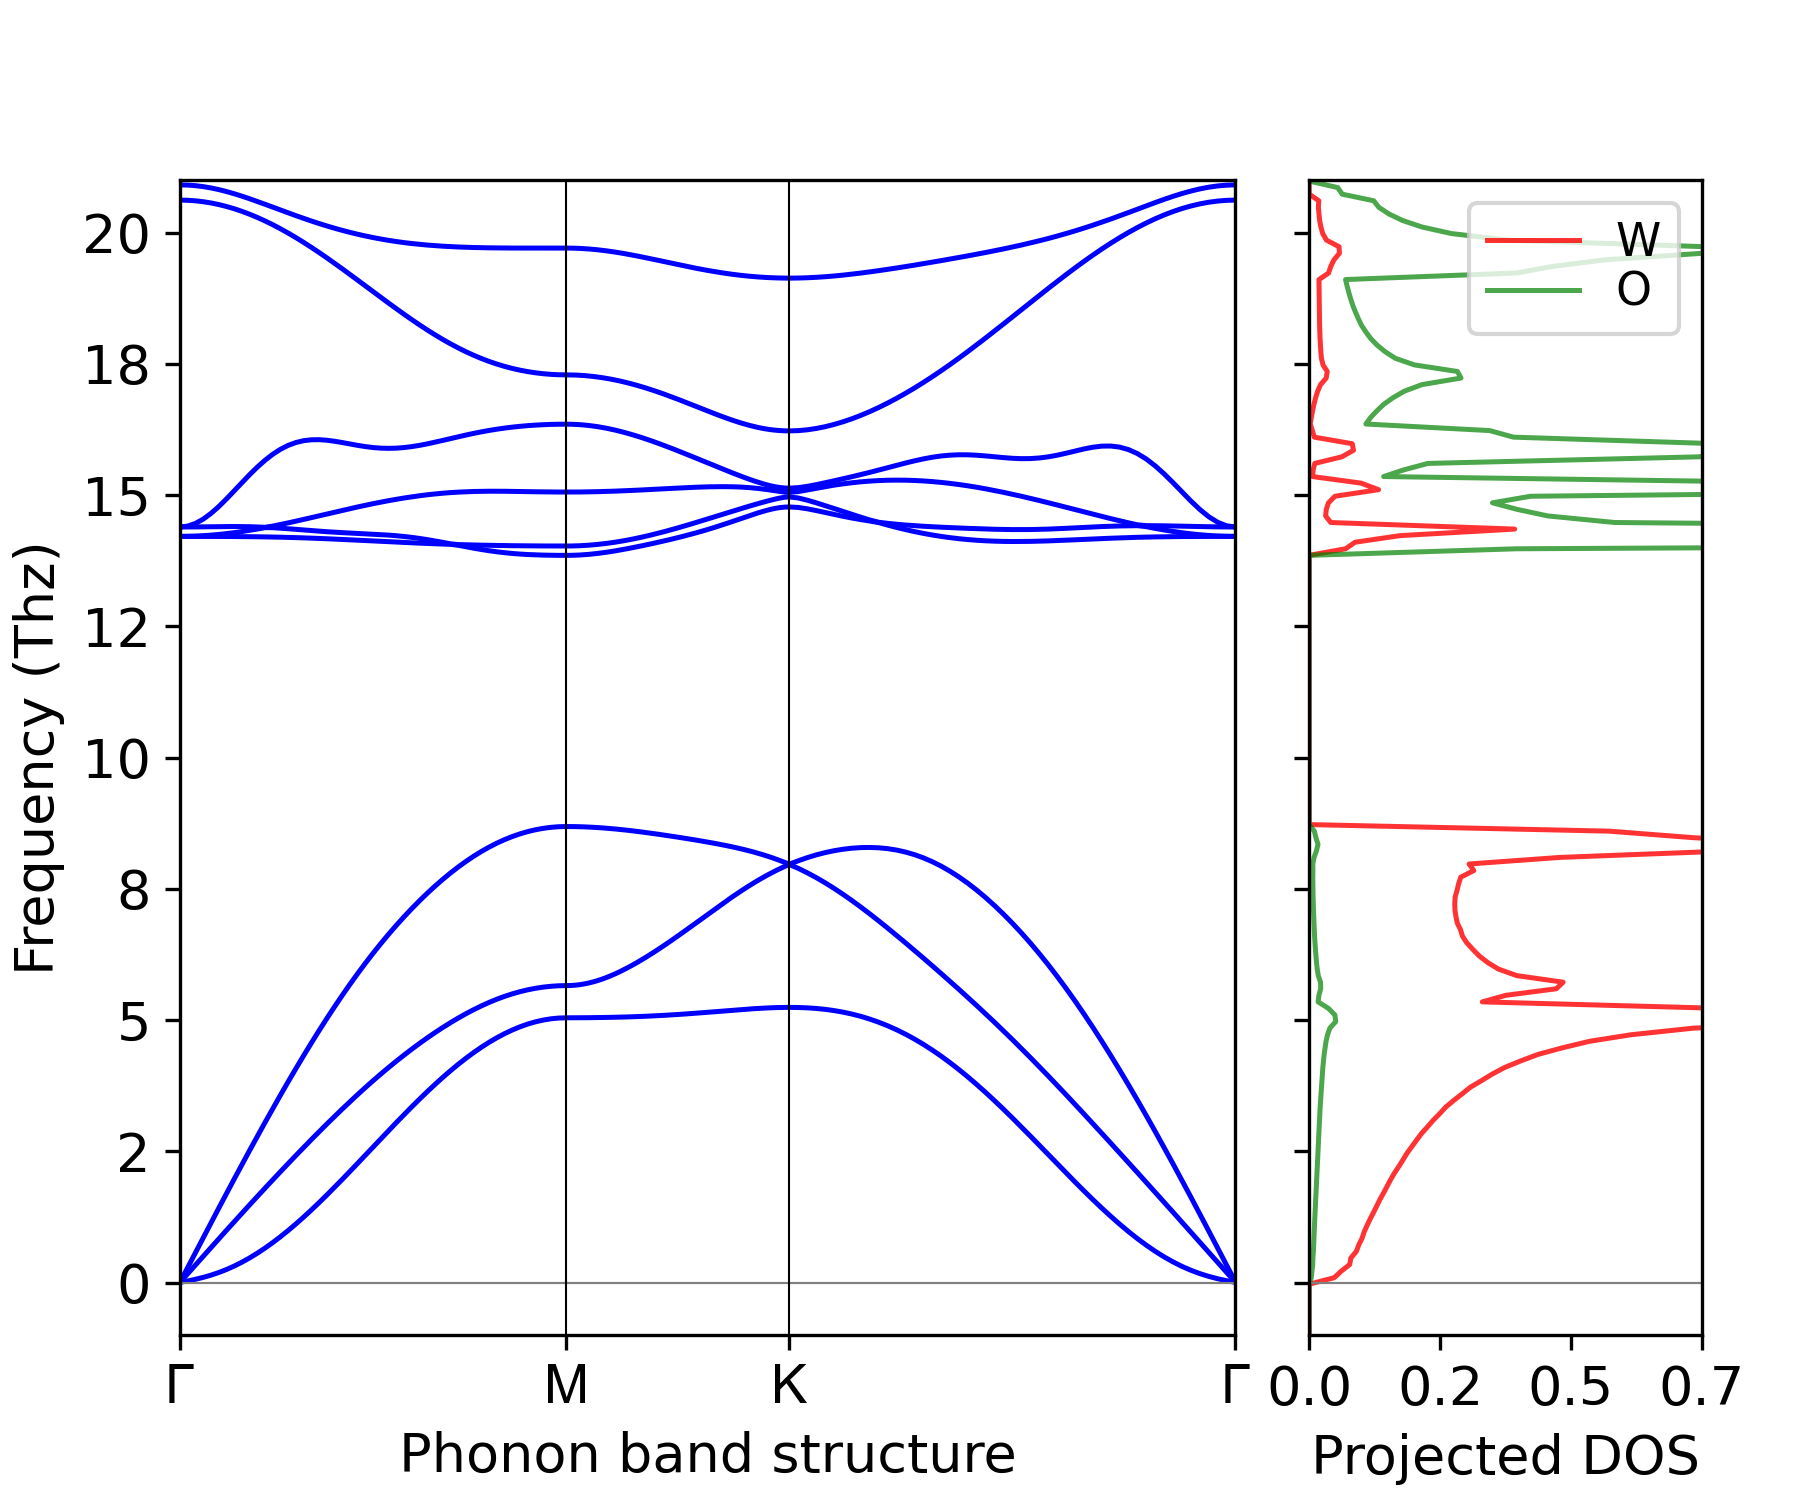 Frequency (Thz)
20
18
15
12
10
8
5
2
0
Γ M K Γ
Phonon band structure
W
O
0.0 0.2 0.5 0.7
Projected DOS